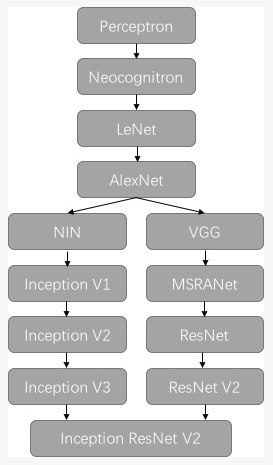 Perceptron
Neocognitron
LeNet
AlexNet
NIN
VGG
Inception V1
MSRANet
Inception V2
ResNet
Inception V3
ResNet V2
Inception ResNet V2